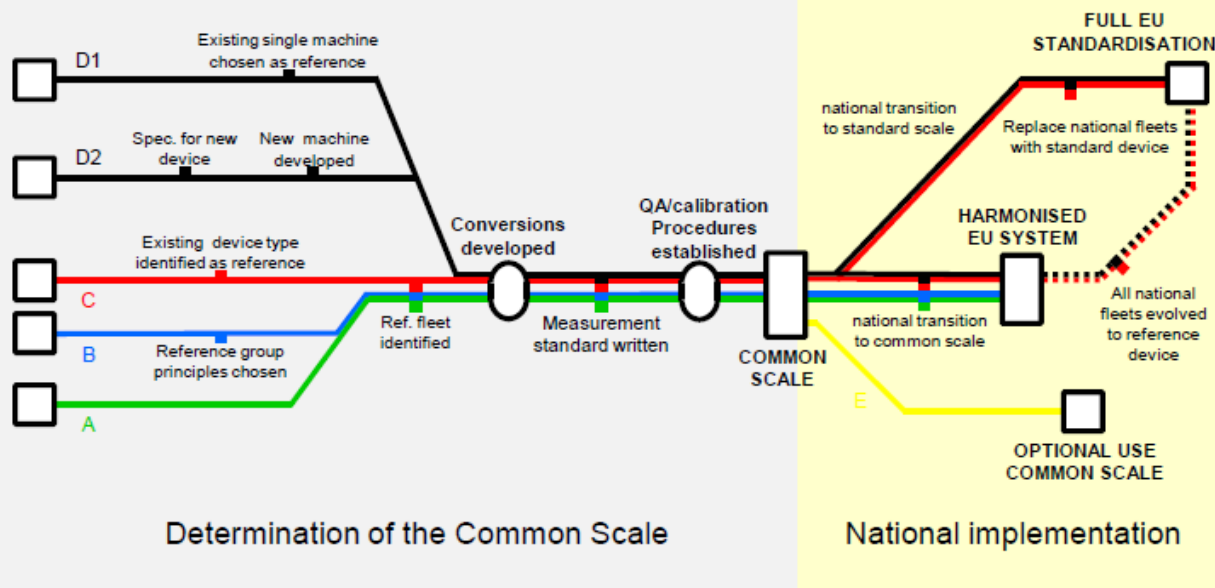 D1
Existing single machine
chosen as reference
D2
Spec. for new
device
New machine
developed
Existing device type
identified as reference
C
B
Reference group
principles chosen
A
Ref. fleet
identified
Conversions
developed
Measurement
standard written
QA/calibration
Procedures
established
COMMON
SCALE
national transition
to standard scale
FULL EU
STANDARDISATION
Replace national fleets
with standard device
HARMONISED
EU SYSTEM
national transition
to common scale
All national
fleets evolved
to reference
device
E
OPTIONAL USE
COMMON SCALE
Determination of the Common Scale
National implementation